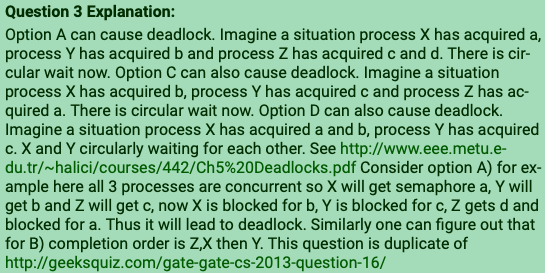 Question 3 Explanation:
Option A can cause deadlock. Imagine a situation process X has acquired a,
process Y has acquired b and process Z has acquired c and d. There is cir-
cular wait now. Option C can also cause deadlock. Imagine a situation
process X has acquired b, process Y has acquired c and process Z has ac-
quired a. There is circular wait now. Option D can also cause deadlock.
Imagine a situation process X has acquired a and b, process Y has acquired
c. X and Y circularly waiting for each other. See http://www.eee.metu.e-
du.tr/~halici/courses/442/Ch5%20Deadlocks.pdf Consider option A) for ex-
ample here all 3 processes are concurrent so X will get semaphore a, Y will
get b and Z will get c, now X is blocked for b, Y is blocked for c, Z gets d and
blocked for a. Thus it will lead to deadlock. Similarly one can figure out that
for B) completion order is Z,X then Y. This question is duplicate of
http://geeksquiz.com/gate-gate-cs-2013-question-16/